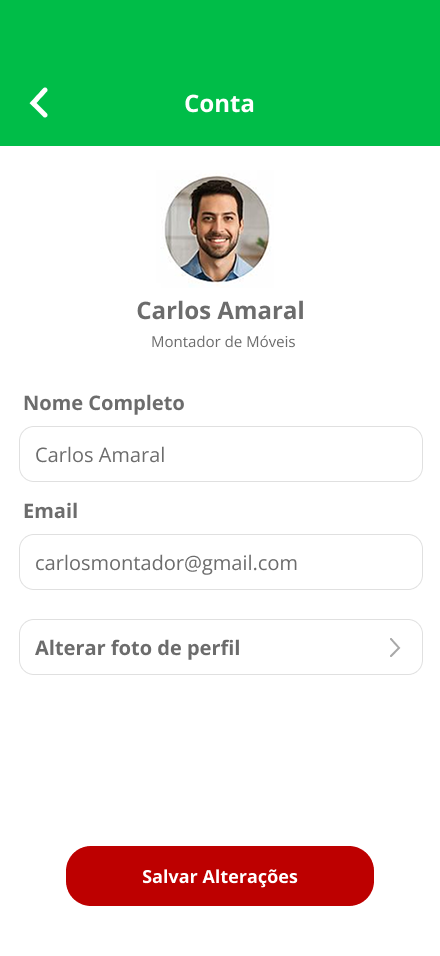 Conta
Carlos Amaral
Montador de Móveis
Nome Completo
Carlos Amaral
Email
carlosmontador@gmail.com
Alterar foto de perfil
Salvar Alterações